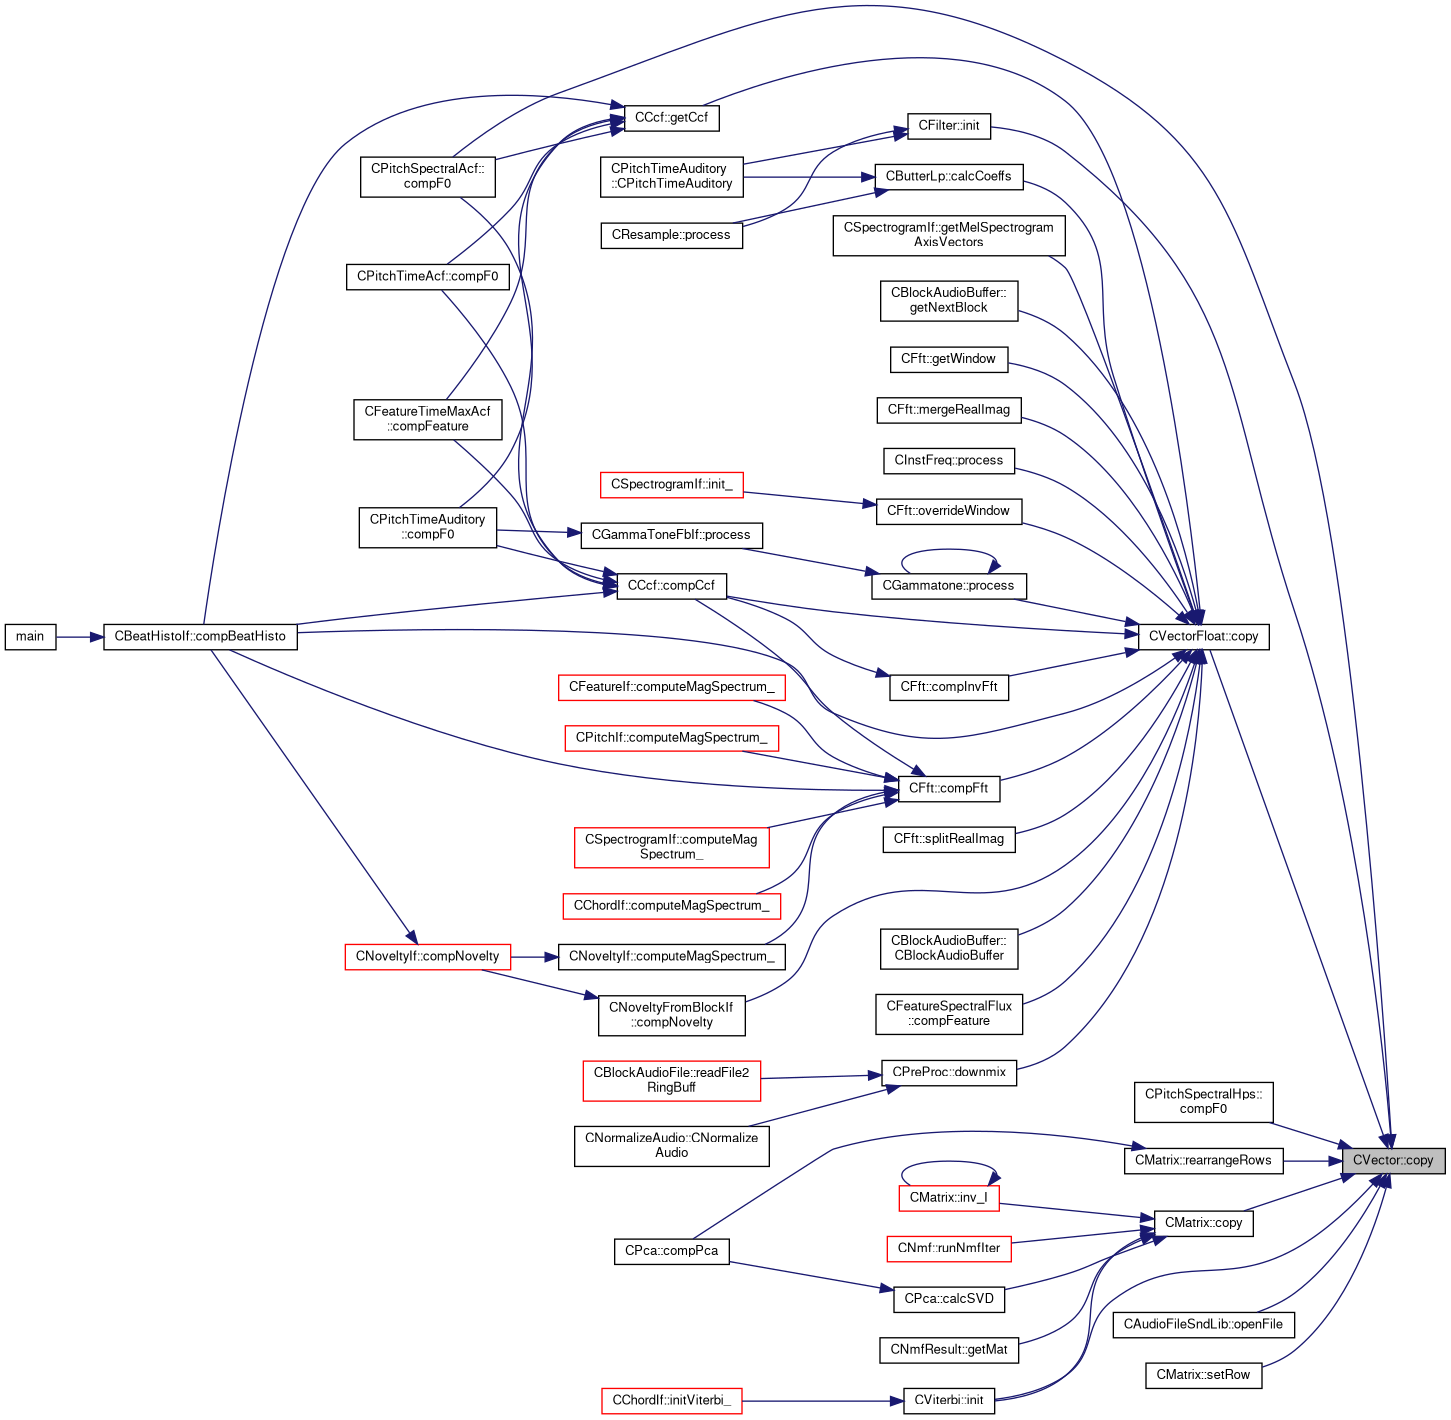 CCcf::getCcf
CFilter::init
CPitchSpectralAcf::
compF0
CPitchTimeAuditory
::CPitchTimeAuditory
CButterLp::calcCoeffs
CResample::process
CSpectrogramIf::getMelSpectrogram
AxisVectors
CPitchTimeAcf::compF0
CBlockAudioBuffer::
getNextBlock
CFft::getWindow
CFeatureTimeMaxAcf
::compFeature
CFft::mergeRealImag
CInstFreq::process
CSpectrogramIf::init_
CFft::overrideWindow
CPitchTimeAuditory
::compF0
CGammaToneFbIf::process
CCcf::compCcf
CGammatone::process
main
CBeatHistoIf::compBeatHisto
CVectorFloat::copy
CFeatureIf::computeMagSpectrum_
CFft::compInvFft
CPitchIf::computeMagSpectrum_
CFft::compFft
CSpectrogramIf::computeMag
Spectrum_
CFft::splitRealImag
CChordIf::computeMagSpectrum_
CNoveltyIf::compNovelty
CNoveltyIf::computeMagSpectrum_
CBlockAudioBuffer::
CBlockAudioBuffer
CNoveltyFromBlockIf
::compNovelty
CFeatureSpectralFlux
::compFeature
CBlockAudioFile::readFile2
RingBuff
CPreProc::downmix
CPitchSpectralHps::
compF0
CNormalizeAudio::CNormalize
Audio
CMatrix::rearrangeRows
CVector::copy
CMatrix::inv_I
CMatrix::copy
CPca::compPca
CNmf::runNmfIter
CPca::calcSVD
CAudioFileSndLib::openFile
CNmfResult::getMat
CMatrix::setRow
CChordIf::initViterbi_
CViterbi::init